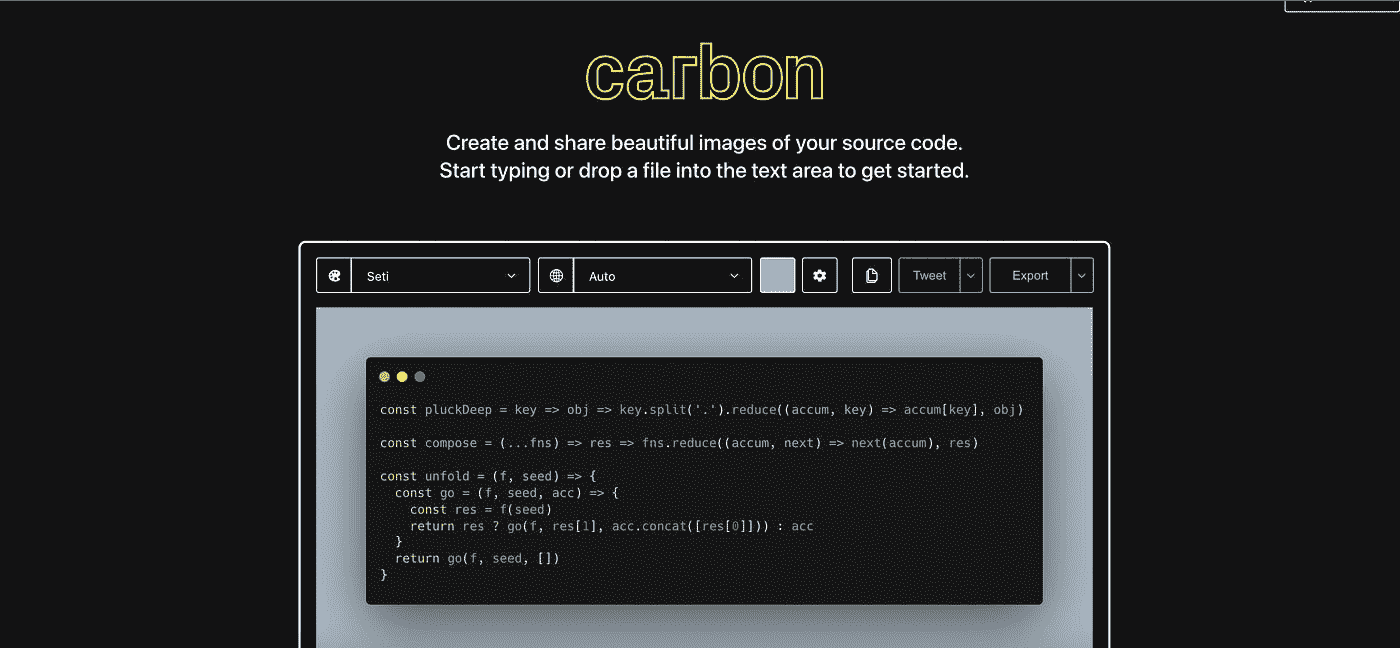 carbon
Create and share beautiful images of your source code.
Start typing or drop a file into the text area to get started.
Seti
Auto
Tweet
Export
const pluckDeep = key => obj => key.split('.').reduce((accum, key) => accum[key], obj)
const compose = (...fns) => res => fns.reduce((accum, next) => next(accum), res)
const unfold = (f, seed) => {
  const go = (f, seed, acc) => {
    const res = f(seed)
    return res ? go(f, res[1], acc.concat([res[0]])) : acc
  }
  return go(f, seed, [])
}